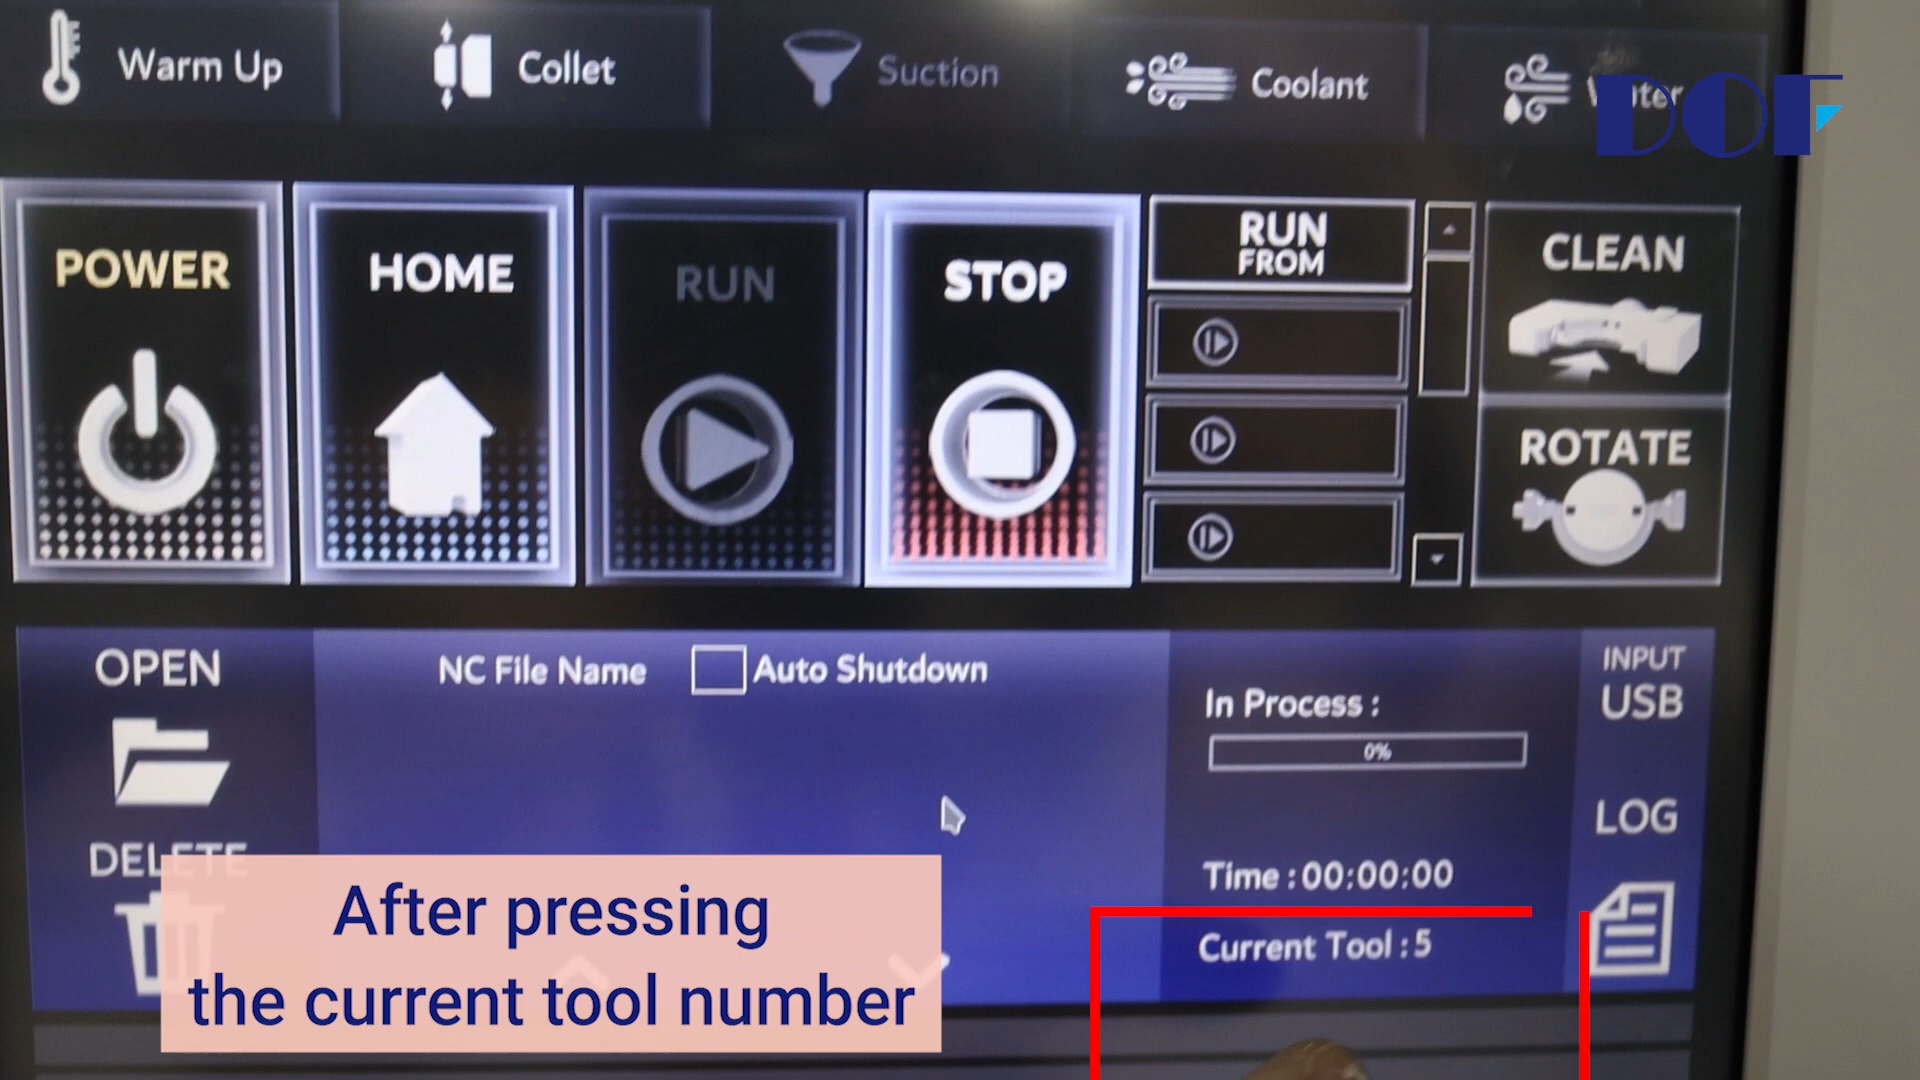 Warm Up
Collet
Suction
Coolant
Water
DOF
POWER
HOME
RUN
STOP
RUN
FROM
CLEAN
ROTATE
OPEN
NC File Name
Auto Shutdown
In Process :
0%
INPUT
USB
LOG
DELETE
Time : 00:00:00
Current Tool : 5
After pressing
the current tool number